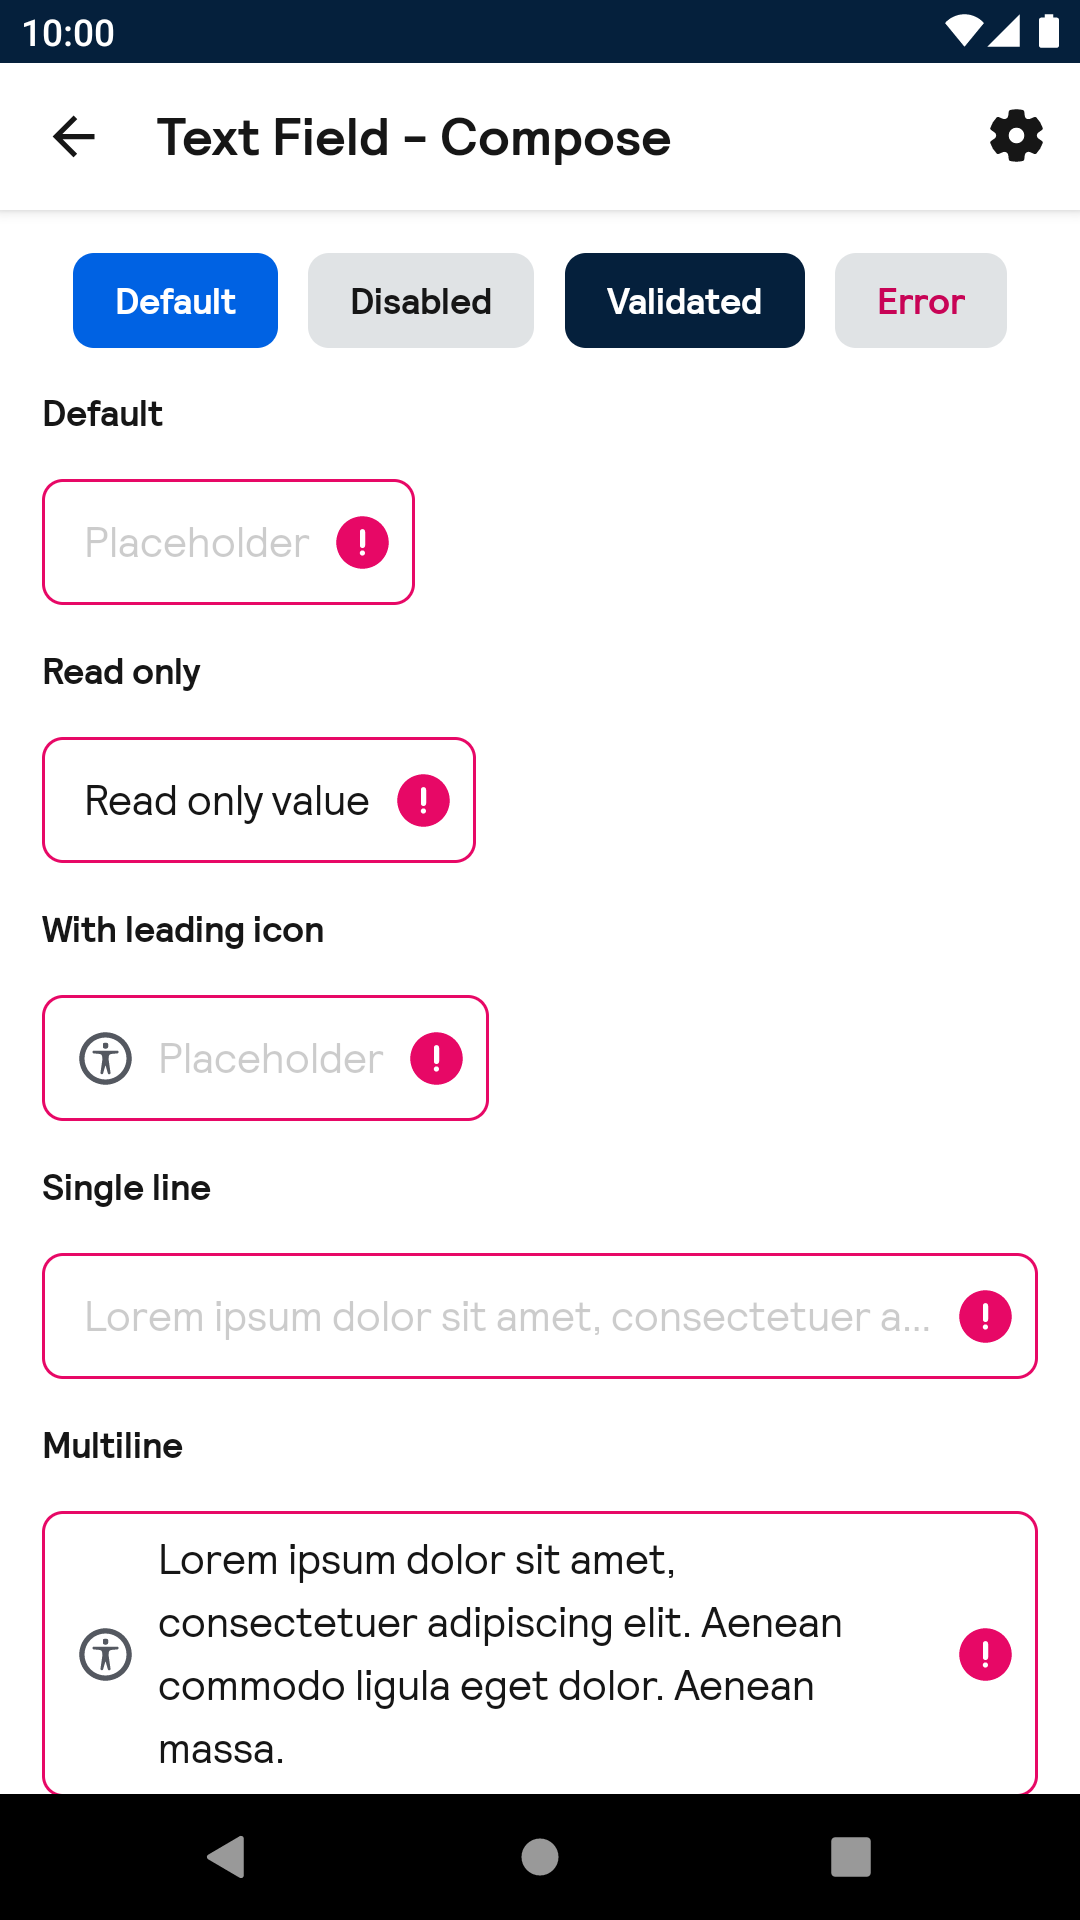 10:00
Text Field - Compose
Default Disabled Validated Error
Default
Placeholder
Read only
Read only value
With leading icon
Placeholder
Single line
Lorem ipsum dolor sit amet, consectetuer a...
Multiline
Lorem ipsum dolor sit amet,
consectetuer adipiscing elit. Aenean
commodo ligula eget dolor. Aenean
massa.